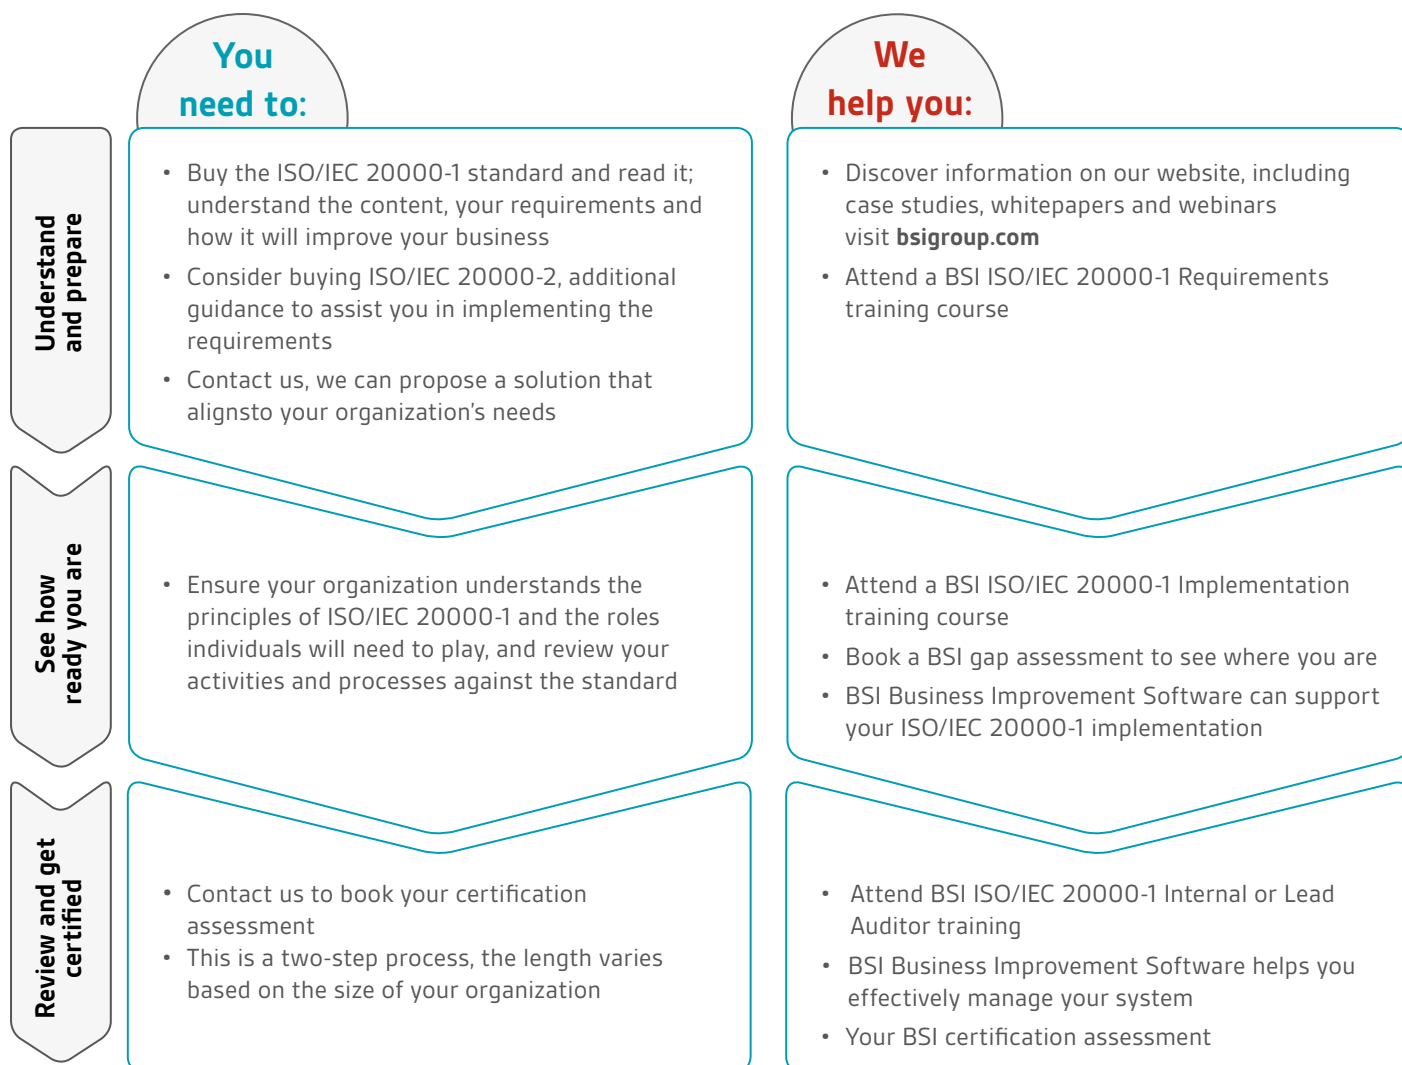 You
need to:
We
help you:
Understand
and prepare
• Buy the ISO/IEC 20000-1 standard and read it;
understand the content, your requirements and
how it will improve your business
• Consider buying ISO/IEC 20000-2, additional
guidance to assist you in implementing the
requirements
• Contact us, we can propose a solution that
alignsto your organization's needs
• Discover information on our website, including
case studies, whitepapers and webinars
visit bsigroup.com
• Attend a BSI ISO/IEC 20000-1 Requirements
training course
See how
ready you are
• Ensure your organization understands the
principles of ISO/IEC 20000-1 and the roles
individuals will need to play, and review your
activities and processes against the standard
• Attend a BSI ISO/IEC 20000-1 Implementation
training course
• Book a BSI gap assessment to see where you are
• BSI Business Improvement Software can support
your ISO/IEC 20000-1 implementation
Review and get
certified
• Contact us to book your certification
assessment
• This is a two-step process, the length varies
based on the size of your organization
• Attend BSI ISO/IEC 20000-1 Internal or Lead
Auditor training
• BSI Business Improvement Software helps you
effectively manage your system
• Your BSI certification assessment